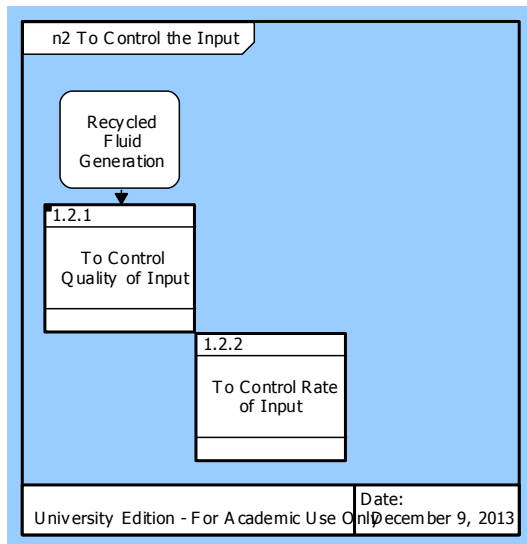 n2 To Control the Input
Recycled
Fluid
Generation
1.2.1
To Control
Quality of Input
1.2.2
To Control Rate
of Input
University Edition - For Academic Use Only
Date:
December 9, 2013